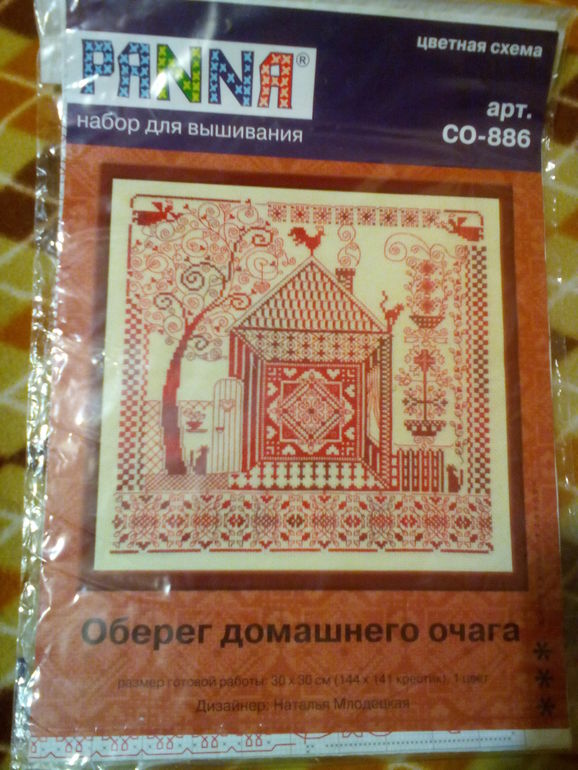 PANNA®
цветная схема
набор для вышивания
арт.
СО-886
Оберег домашнего очага
размер готовой работы: 30 x 30 см (144 x 141 крестик), 1 цвет
Дизайнер: Наталья Млодецкая